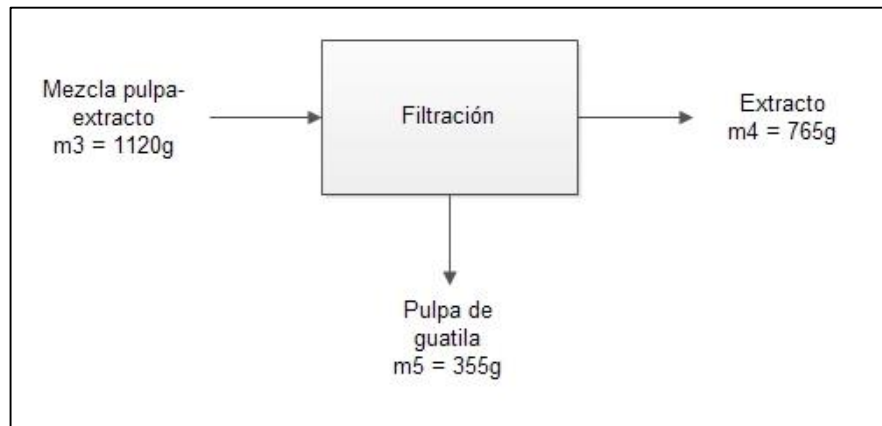 Mezcla pulpa-
extracto
m3 = 1120g
Filtración
Extracto
m4 = 765g
Pulpa de
guatila
m5 = 355g